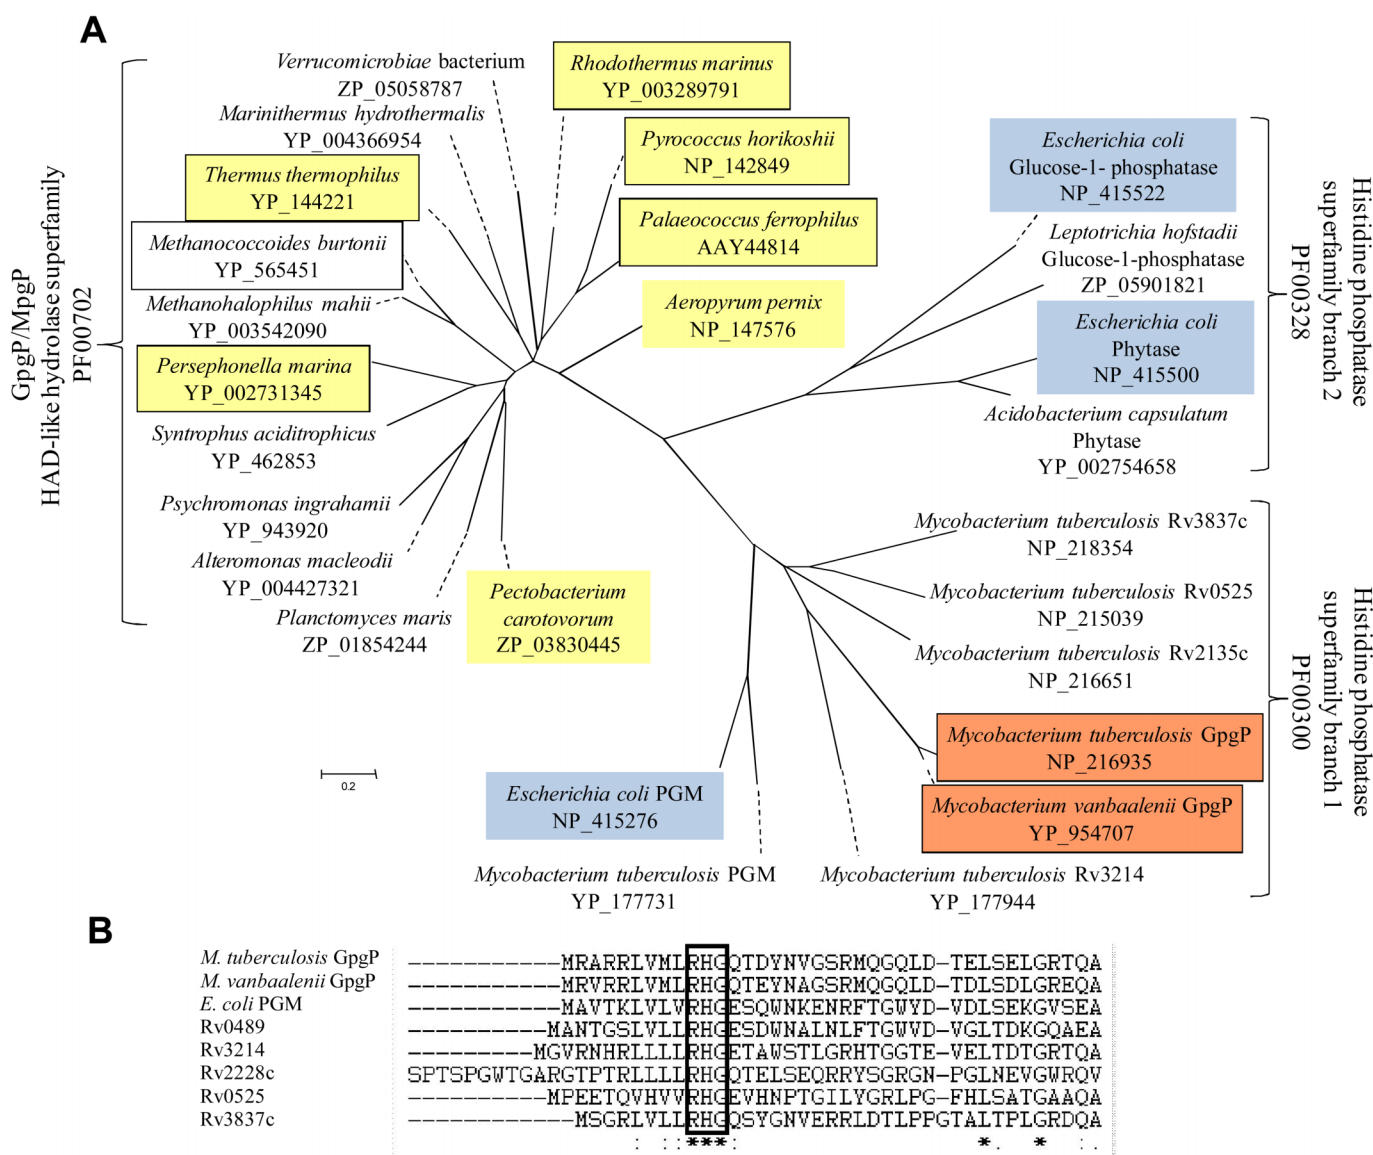 A
Verrucomicrobiae bacterium
ZP_05058787
Marinithermus hydrothermalis
YP_004366954
Thermus thermophilus
YP_144221
Methanococcoides burtonii
YP_565451
Methanohalophilus mahii
YP_003542090
Persephonella marina
YP_002731345
Syntrophus aciditrophicus
YP_462853
Psychromonas ingrahamii
YP_943920
Alteromonas macleodii
YP_004427321
Planctomyces maris
ZP_01854244
Pectobacterium
carotovorum
ZP_03830445
GpgP/MpgP
HAD-like hydrolase superfamily
PF00702
Rhodothermus marinus
YP_003289791
Pyrococcus horikoshii
NP_142849
Palaeococcus ferrophilus
AAY44814
Aeropyrum pernix
NP_147576
Escherichia coli
Glucose-1- phosphatase
NP_415522
Leptotrichia hofstadii
Glucose-1-phosphatase
ZP_05901821
Escherichia coli
Phytase
NP_415500
Acidobacterium capsulatum
Phytase
YP_002754658
Histidine phosphatase
superfamily branch 2
PF00328
Mycobacterium tuberculosis Rv3837c
NP_218354
Mycobacterium tuberculosis Rv0525
NP_215039
Mycobacterium tuberculosis Rv2135c
NP_216651
Mycobacterium tuberculosis GpgP
NP_216935
Mycobacterium vanbaalenii GpgP
YP_954707
Mycobacterium tuberculosis Rv3214
YP_177944
Mycobacterium tuberculosis PGM
YP_177731
Escherichia coli PGM
NP_415276
Histidine phosphatase
superfamily branch 1
PF00300
0.2
B
M. tuberculosis GpgP -----------MRARRLVMLRHGQTDYNVGSRMQGQLD-TELSELGRTQA
M. vanbaalenii GpgP -----------MRVRRLVMLRHGQTEYNAGSRMQGQLD-TDLSDLGREQA
E. coli PGM -----------MAVTKLVLVRHGESQWNKENRFTGWYD-VDLSEKGVSEA
Rv0489 ----------MANTGSLVLLRHGESDWNALNLFTGWVD-VGLTDKGQAEA
Rv3214 ---------MGVRNHRLLLLRHGETAWSTLGRHTGGTE-VELTDTGRTQA
Rv2228c SPTSPGWTGARGTPTRLLLLRHGQTELSEQRRYSGRGN-PGLNEVGWRQV
Rv0525 ----------MPEETQVHVVRHGEVHNPTGILYGRLPG-FHLSATGAAQA
Rv3837c ------------MSGRLVLLRHGQSYGNVERRLDTLPPGTALTPLGRDQA
: ::***: *. * :.